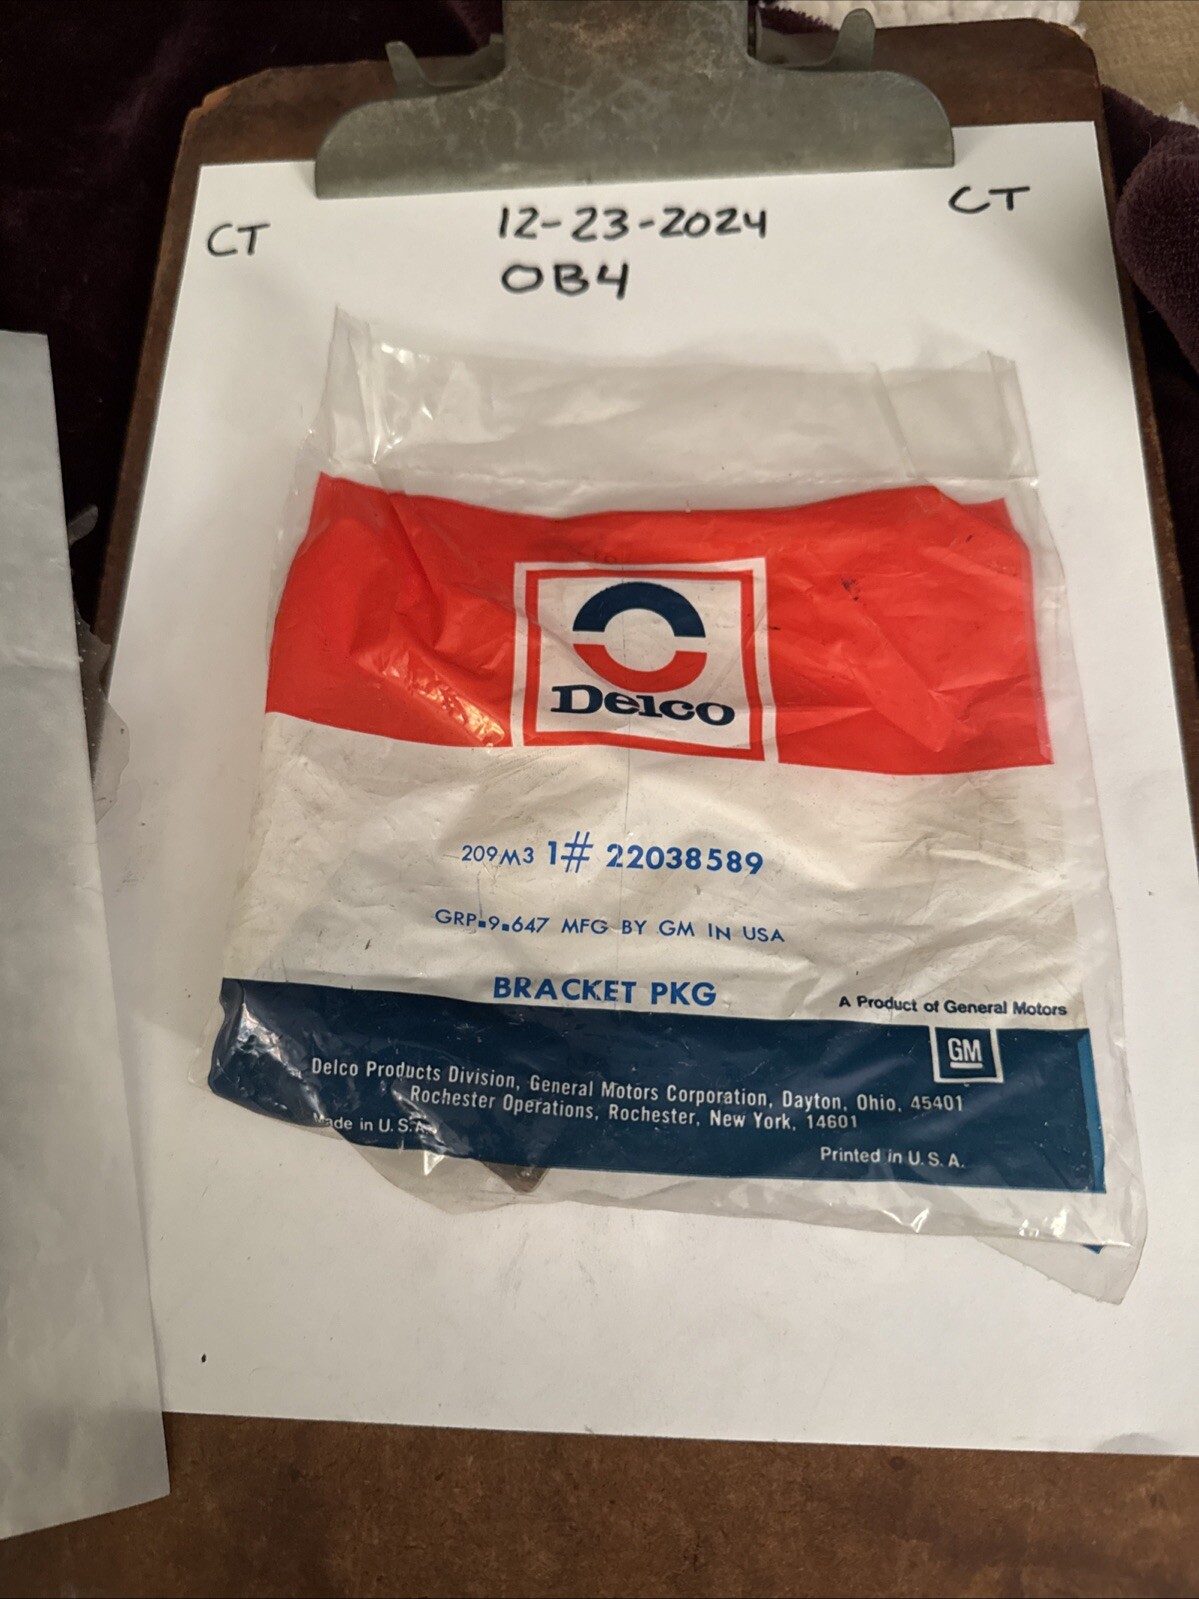 CT
12-23-2024
CT
OB4
Delco
209M3 1# 22038589
GRP.9.647 MFG BY GM IN USA
BRACKET PKG
A Product of General Motors
GM
Delco Products Division, General Motors Corporation, Dayton, Ohio, 45401
Rochester Operations, Rochester, New York, 14601
Made in U.S.A.
Printed in U. S. A.